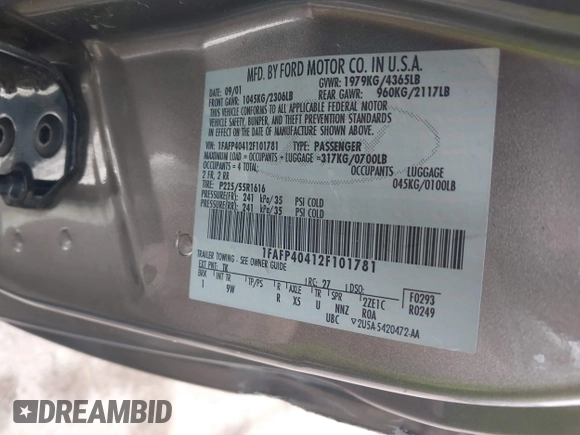 MFD. BY FORD MOTOR CO. IN U.S.A.
DATE: 09/01 GVWR: 1979KG/4365LB
FRONT GAWR: 1045KG/2306LB REAR GAWR: 960KG/2117LB
THIS VEHICLE CONFORMS TO ALL APPLICABLE FEDERAL MOTOR
VEHICLE SAFETY, BUMPER, AND THEFT PREVENTION STANDARDS
IN EFFECT ON THE DATE OF MANUFACTURE SHOWN ABOVE.
VIN: 1FAFP40412F101781 TYPE: PASSENGER
MAXIMUM LOAD = OCCUPANTS + LUGGAGE =317KG/0700LB
OCCUPANTS = 4 TOTAL: OCCUPANTS LUGGAGE
2 FR, 2 RR 045KG/0100LB
TIRE: P225/55R1616
PRESSURE(FR): 241 kPa/35 PSI COLD
PRESSURE(RR): 241 kPa/35 PSI COLD
1FAFP40412F101781
TRAILER TOWING - SEE OWNER GUIDE
EXT PNT: TK RC: 27 DSO:
BRK INT TR TP/PS R AXLE TR SPR F0293
1 9W R X5 U NNZ 2ZE1C R0249
ROA
UBC 2USA-5420472-AA
DREAMBID